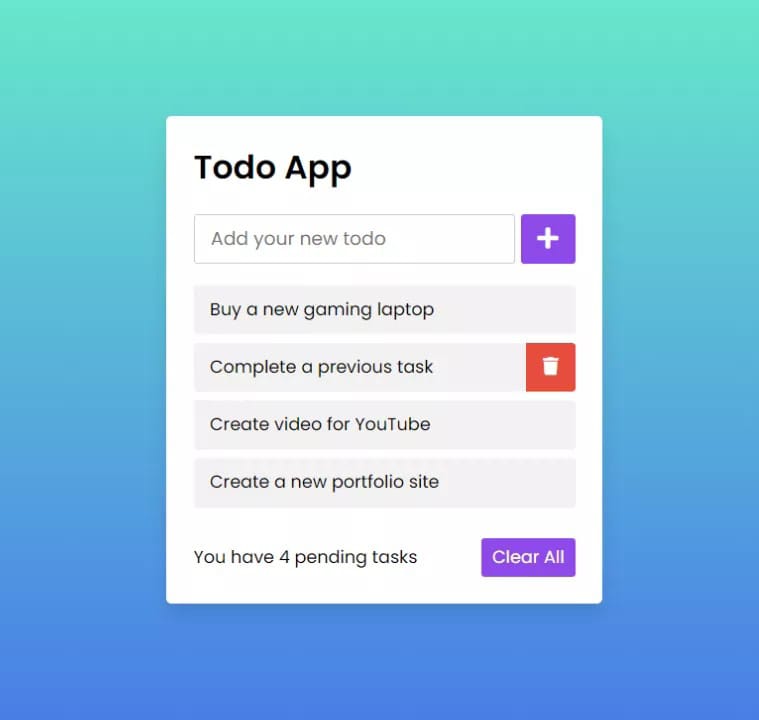 Todo App
Add your new todo
Buy a new gaming laptop
Complete a previous task
Create video for YouTube
Create a new portfolio site
You have 4 pending tasks
Clear All